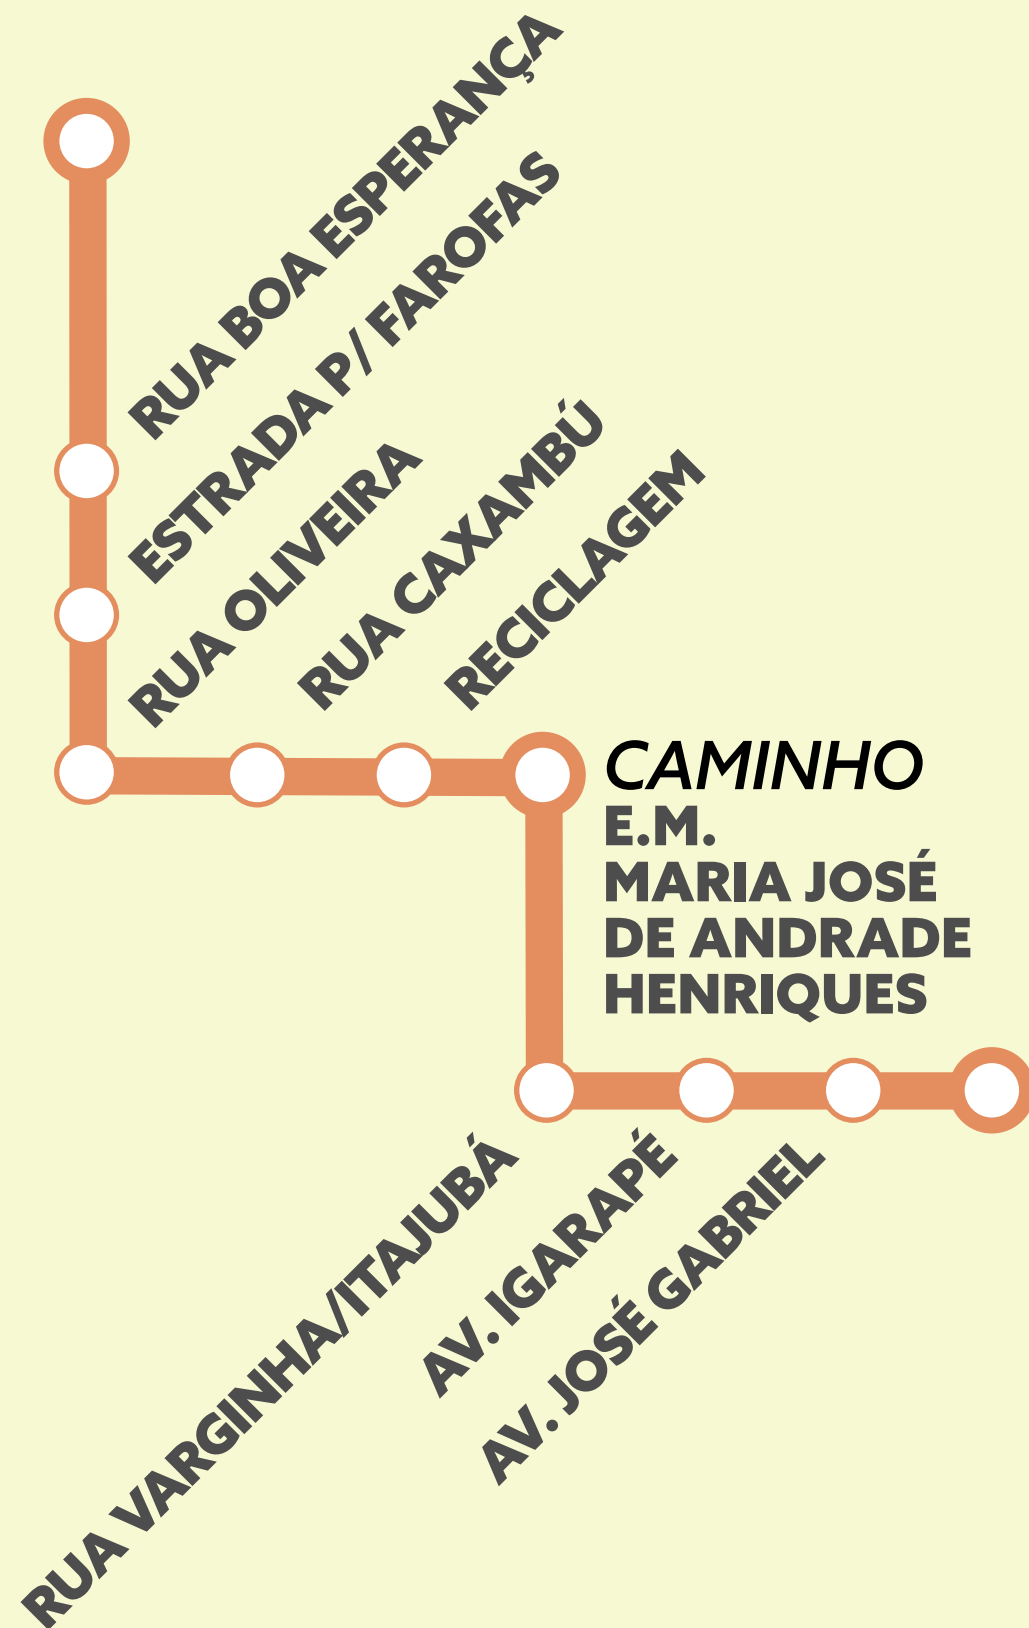 RUA BOA ESPERANÇA
ESTRADA P/ FAROFAS
RUA OLIVEIRA
RUA CAXAMBÚ
RECICLAGEM
CAMINHO
E.M.
MARIA JOSÉ
DE ANDRADE
HENRIQUES
RUA VARGINHA/ITAJUBÁ
AV. IGARAPÉ
AV. JOSÉ GABRIEL